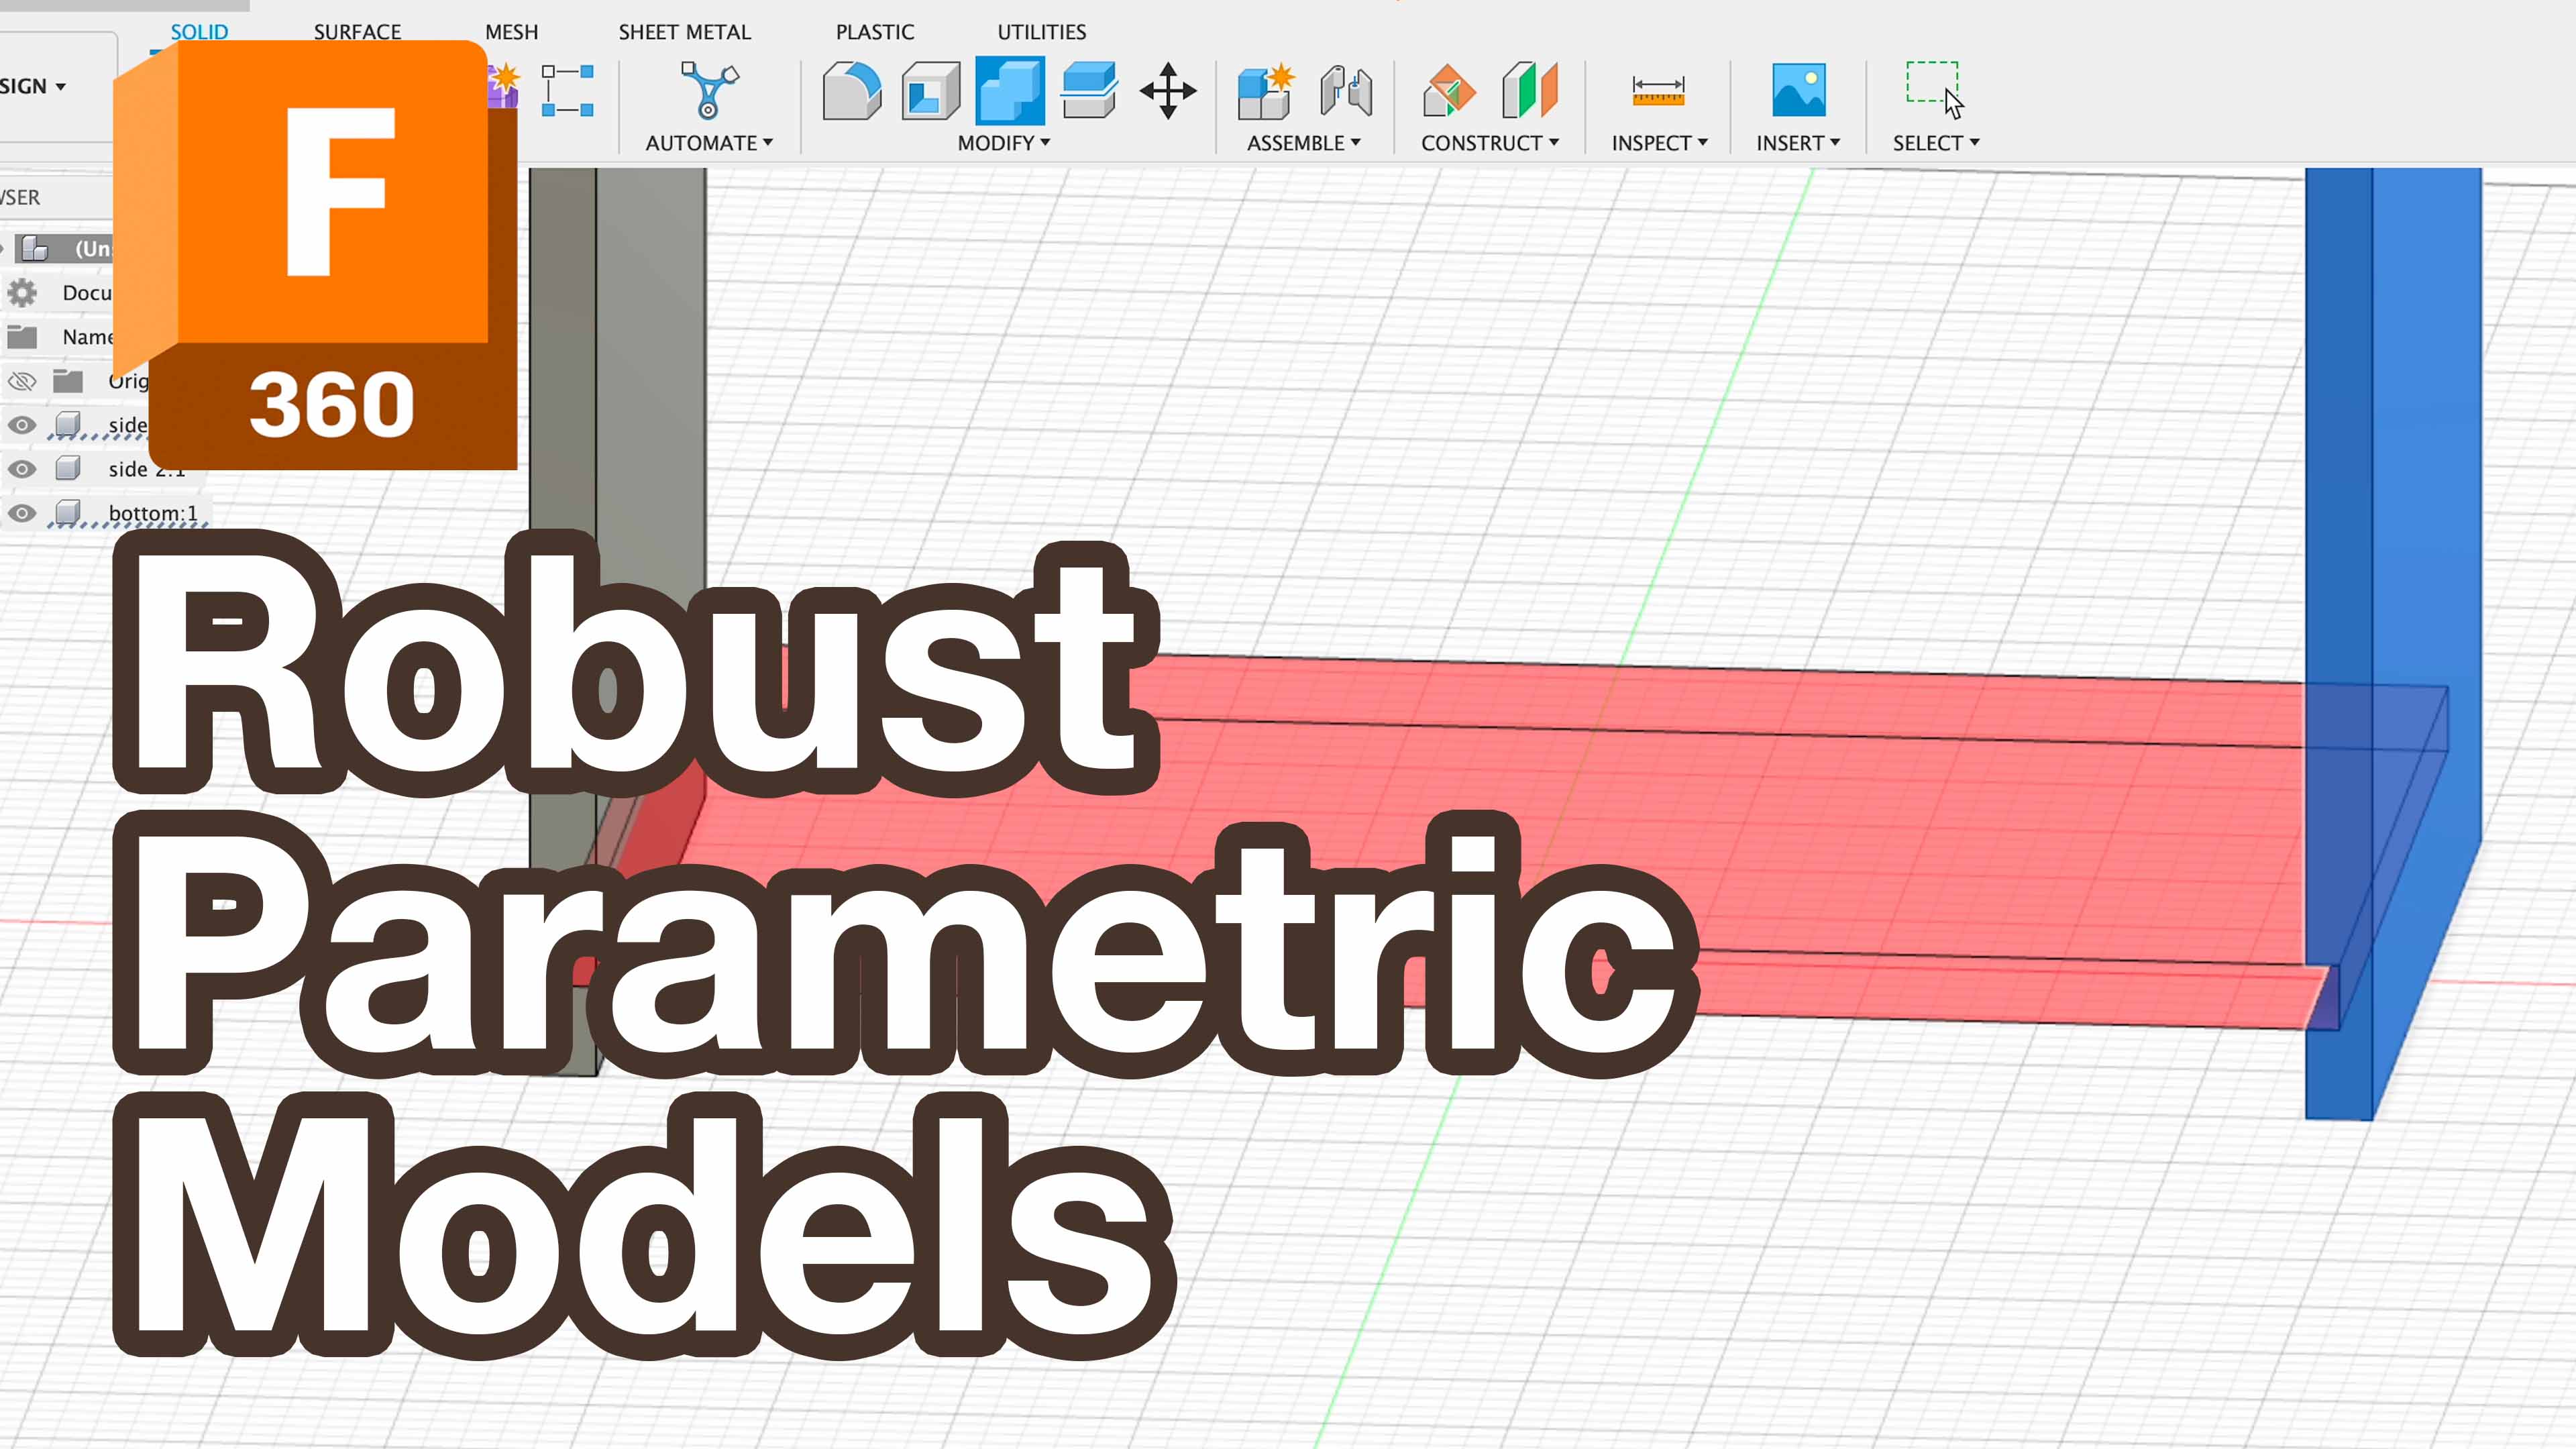 SOLID SURFACE MESH SHEET METAL PLASTIC UTILITIES
SIGN
AUTOMATE MODIFY ASSEMBLE CONSTRUCT INSPECT INSERT SELECT
F
360
WSER
(Un
Docu
Name
Orig
side
side 2:1
bottom:1
Robust
Parametric
Models